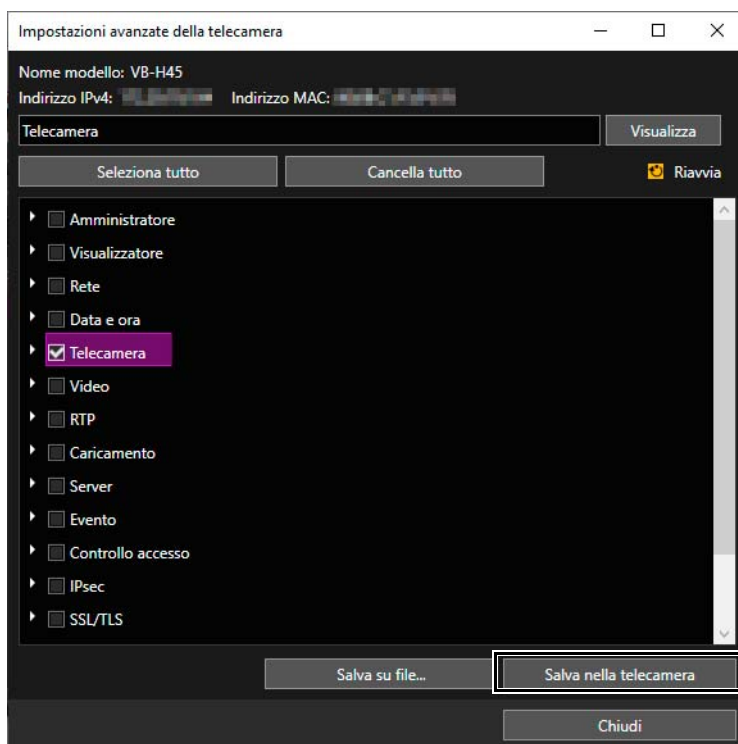 Impostazioni avanzate della telecamera
Nome modello: VB-H45
Indirizzo IPv4: Indirizzo MAC:
Telecamera Visualizza
Seleziona tutto Cancella tutto Riavvia
Amministratore
Visualizzatore
Rete
Data e ora
Telecamera
Video
RTP
Caricamento
Server
Evento
Controllo accesso
IPsec
SSL/TLS
Salva su file... Salva nella telecamera
Chiudi